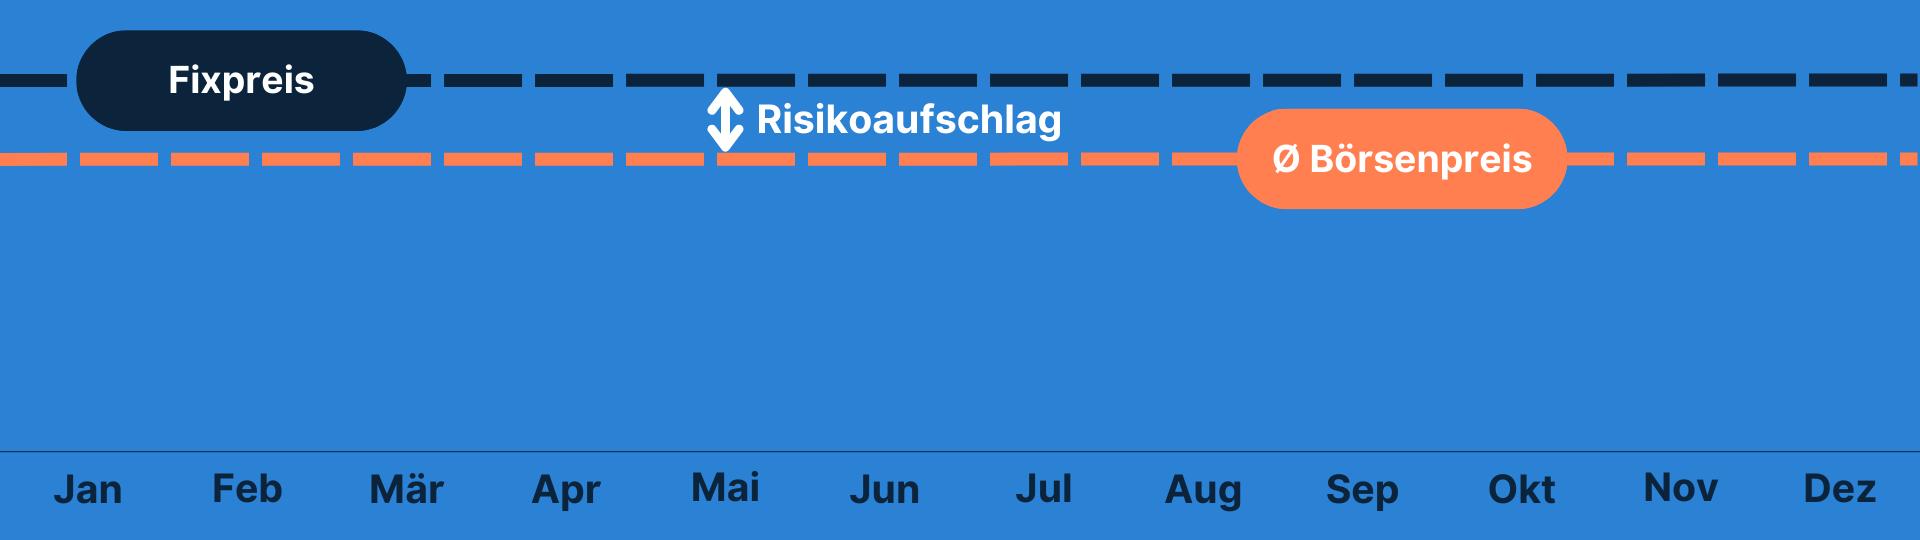 Fixpreis
Risikoaufschlag
Ø Börsenpreis
Jan Feb Mär Apr Mai Jun Jul Aug Sep Okt Nov Dez